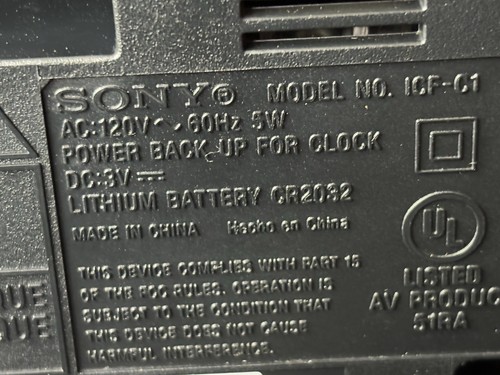 SONY® MODEL NO. ICF-C1
AC:120V ~ 60Hz 5W
POWER BACK-UP FOR CLOCK
DC:3V ⎓
LITHIUM BATTERY CR2032
MADE IN CHINA Hecho en China
THIS DEVICE COMPLIES WITH PART 15
OF THE FCC RULES. OPERATION IS
SUBJECT TO THE CONDITION THAT
THIS DEVICE DOES NOT CAUSE
HARMFUL INTERFERENCE.
UL
LISTED
AV PRODUC
51RA
QUE
QUE